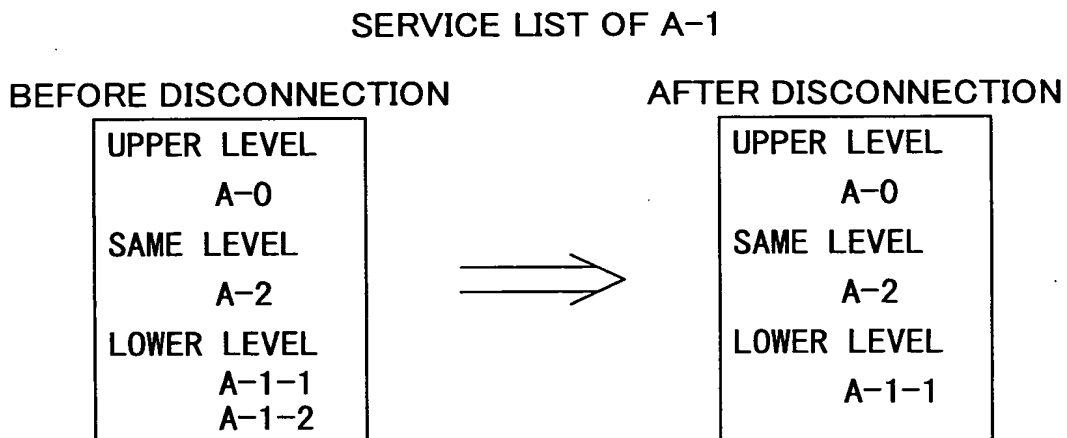 SERVICE LIST OF A-1
BEFORE DISCONNECTION
UPPER LEVEL
A-0
SAME LEVEL
A-2
LOWER LEVEL
A-1-1
A-1-2
AFTER DISCONNECTION
UPPER LEVEL
A-0
SAME LEVEL
A-2
LOWER LEVEL
A-1-1